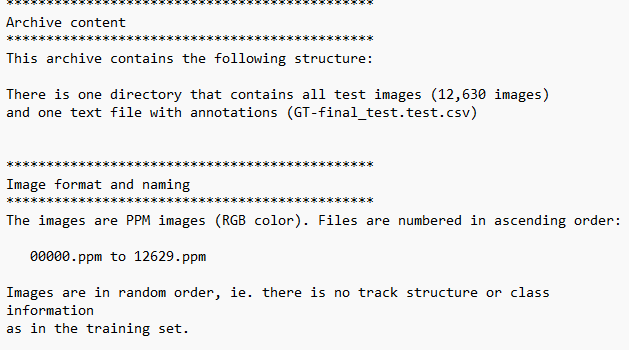 **********************************************
Archive content
**********************************************
This archive contains the following structure:
There is one directory that contains all test images (12,630 images)
and one text file with annotations (GT-final_test.test.csv)
**********************************************
Image format and naming
**********************************************
The images are PPM images (RGB color). Files are numbered in ascending order:
00000.ppm to 12629.ppm
Images are in random order, ie. there is no track structure or class
information
as in the training set.